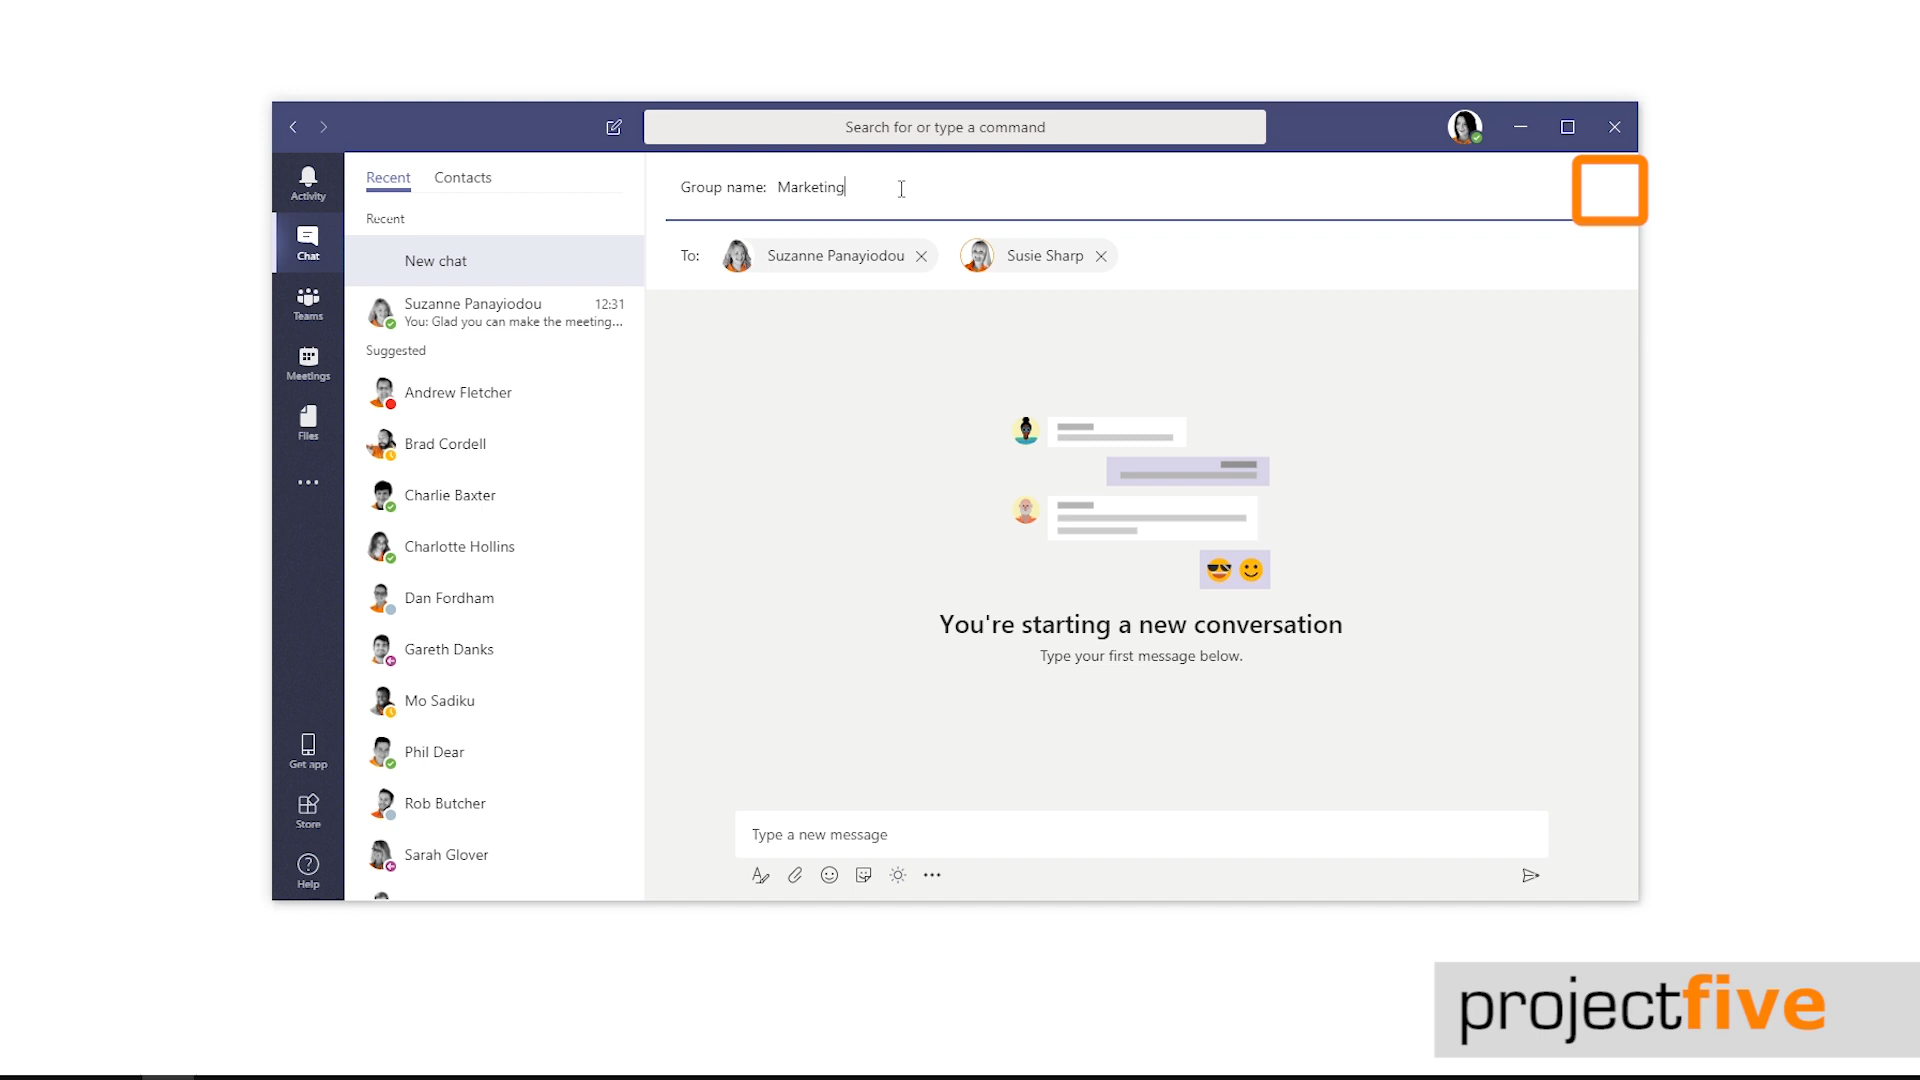 Search for or type a command
Activity
Chat
Teams
Meetings
Files
Get app
Store
Help
Recent Contacts
Recent
New chat
Suzanne Panayiodou 12:31
You: Glad you can make the meeting...
Suggested
Andrew Fletcher
Brad Cordell
Charlie Baxter
Charlotte Hollins
Dan Fordham
Gareth Danks
Mo Sadiku
Phil Dear
Rob Butcher
Sarah Glover
Group name: Marketing
To: Suzanne Panayiodou Susie Sharp
You're starting a new conversation
Type your first message below.
Type a new message
projectfive